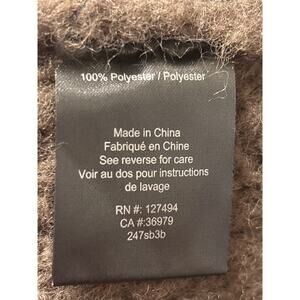 100% Polyester / Polyester
Made in China
Fabriqué en Chine
See reverse for care
Voir au dos pour instructions
de lavage
RN #: 127494
CA #:36979
247sb3b